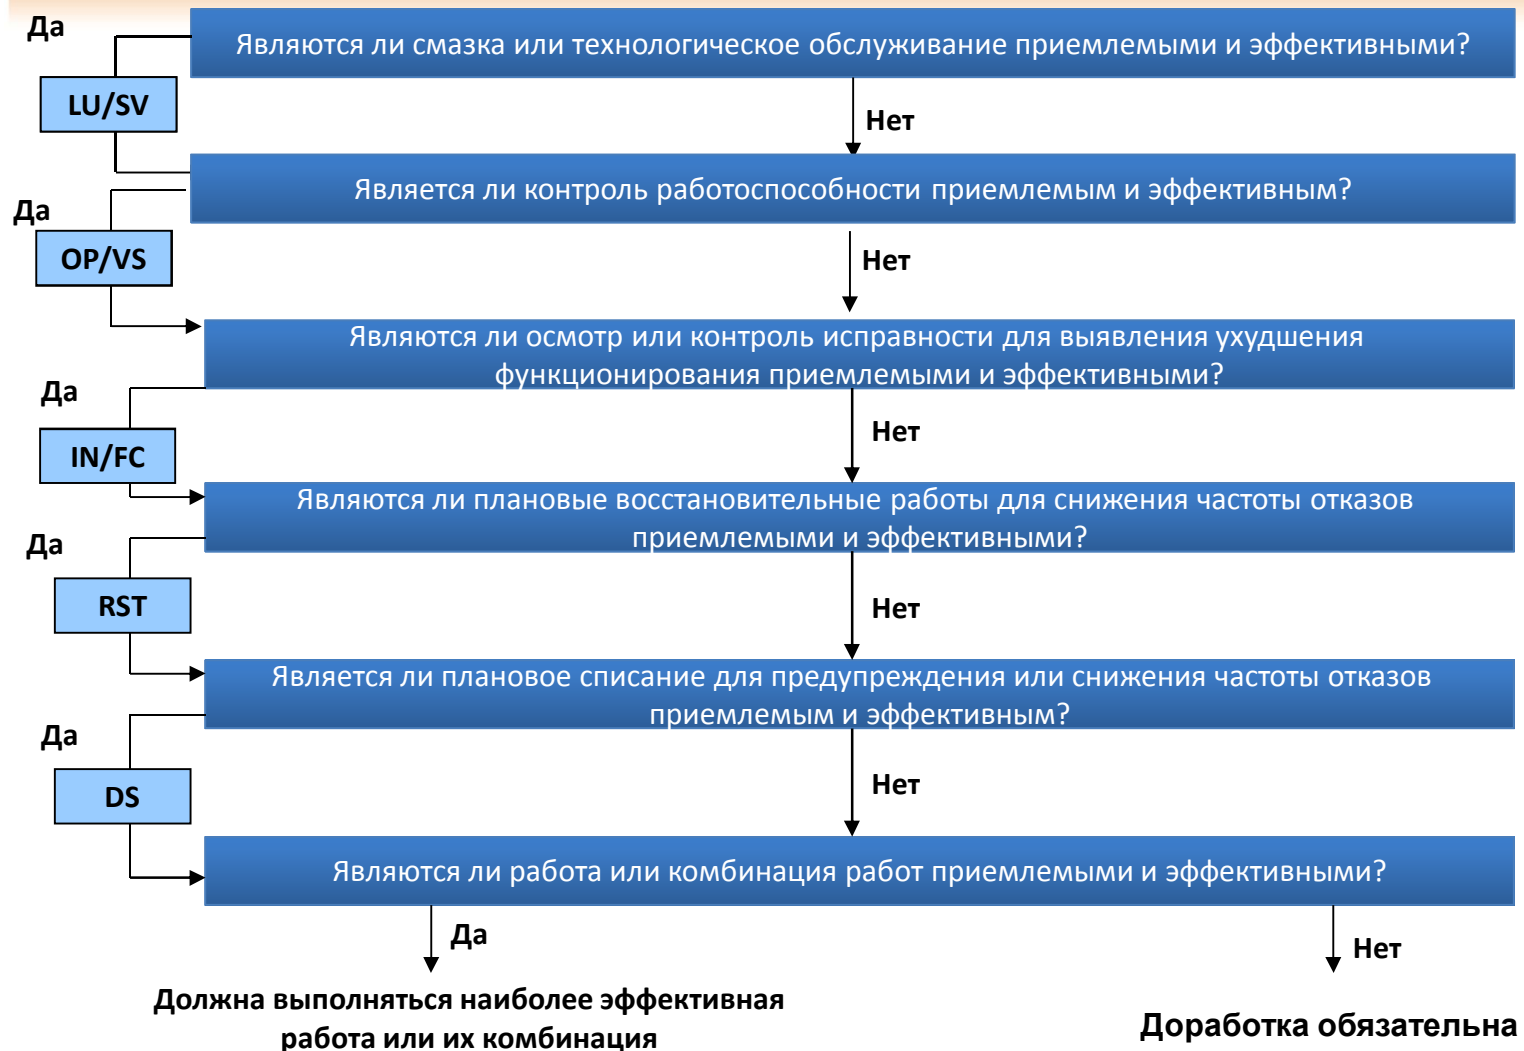 Да
Являются ли смазка или технологическое обслуживание приемлемыми и эффективными?
LU/SV
Нет
Является ли контроль работоспособности приемлемым и эффективным?
Да
OP/VS
Нет
Являются ли осмотр или контроль исправности для выявления ухудшения
функционирования приемлемыми и эффективными?
Да
IN/FC
Нет
Являются ли плановые восстановительные работы для снижения частоты отказов
приемлемыми и эффективными?
Да
RST
Нет
Является ли плановое списание для предупреждения или снижения частоты отказов
приемлемым и эффективным?
Да
DS
Нет
Являются ли работа или комбинация работ приемлемыми и эффективными?
Да
Нет
Должна выполняться наиболее эффективная
работа или их комбинация
Доработка обязательна